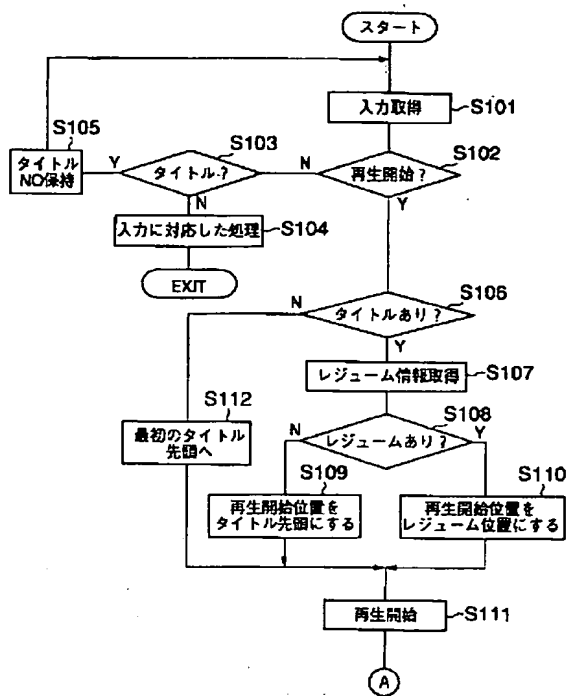 スタート
入力取得
S101
S105
S103
S102
タイトル
NO保持
Y
タイトル?
N
再生開始?
N
Y
入力に対応した処理
S104
EXIT
S106
N
タイトルあり?
Y
レジューム情報取得
S107
S112
S108
最初のタイトル
先頭へ
N
レジュームあり?
Y
S109
S110
再生開始位置を
タイトル先頭にする
再生開始位置を
レジューム位置にする
再生開始
S111
A